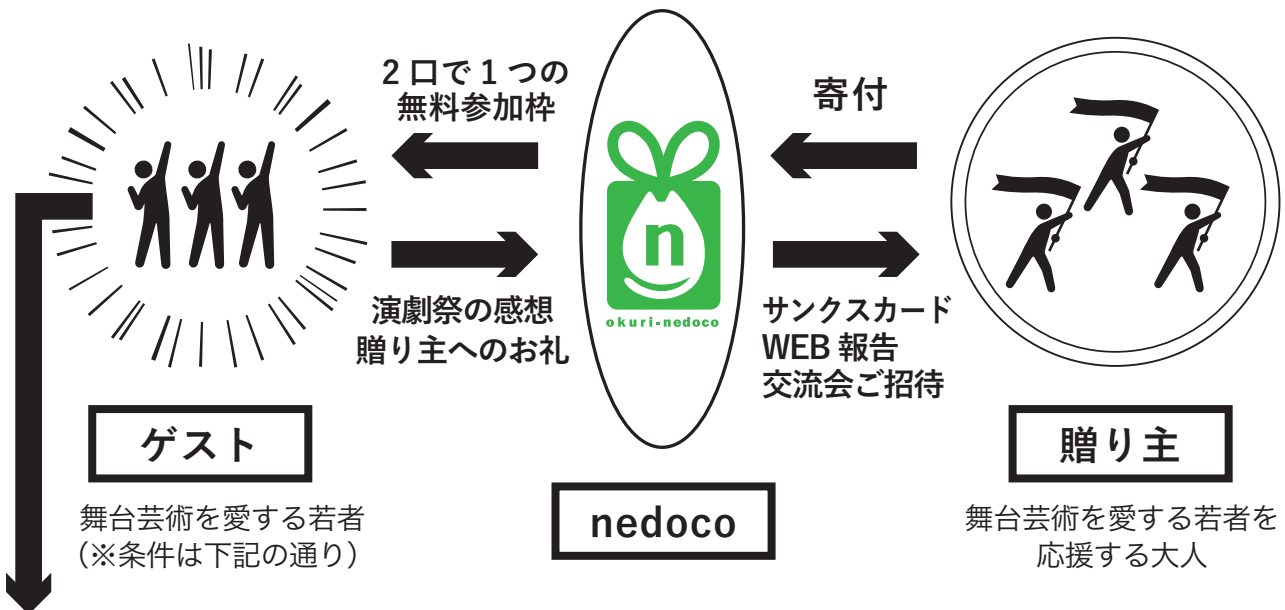 2口で1つの
無料参加枠
寄付
n
okuri-nedoco
演劇祭の感想
贈り主へのお礼
サンクスカード
WEB 報告
交流会ご招待
ゲスト
舞台芸術を愛する若者
（※条件は下記の通り）
nedoco
贈り主
舞台芸術を愛する若者を
応援する大人